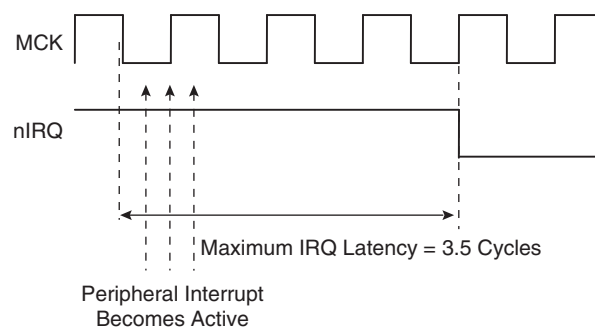 MCK
nIRQ
Maximum IRQ Latency = 3.5 Cycles
Peripheral Interrupt
Becomes Active